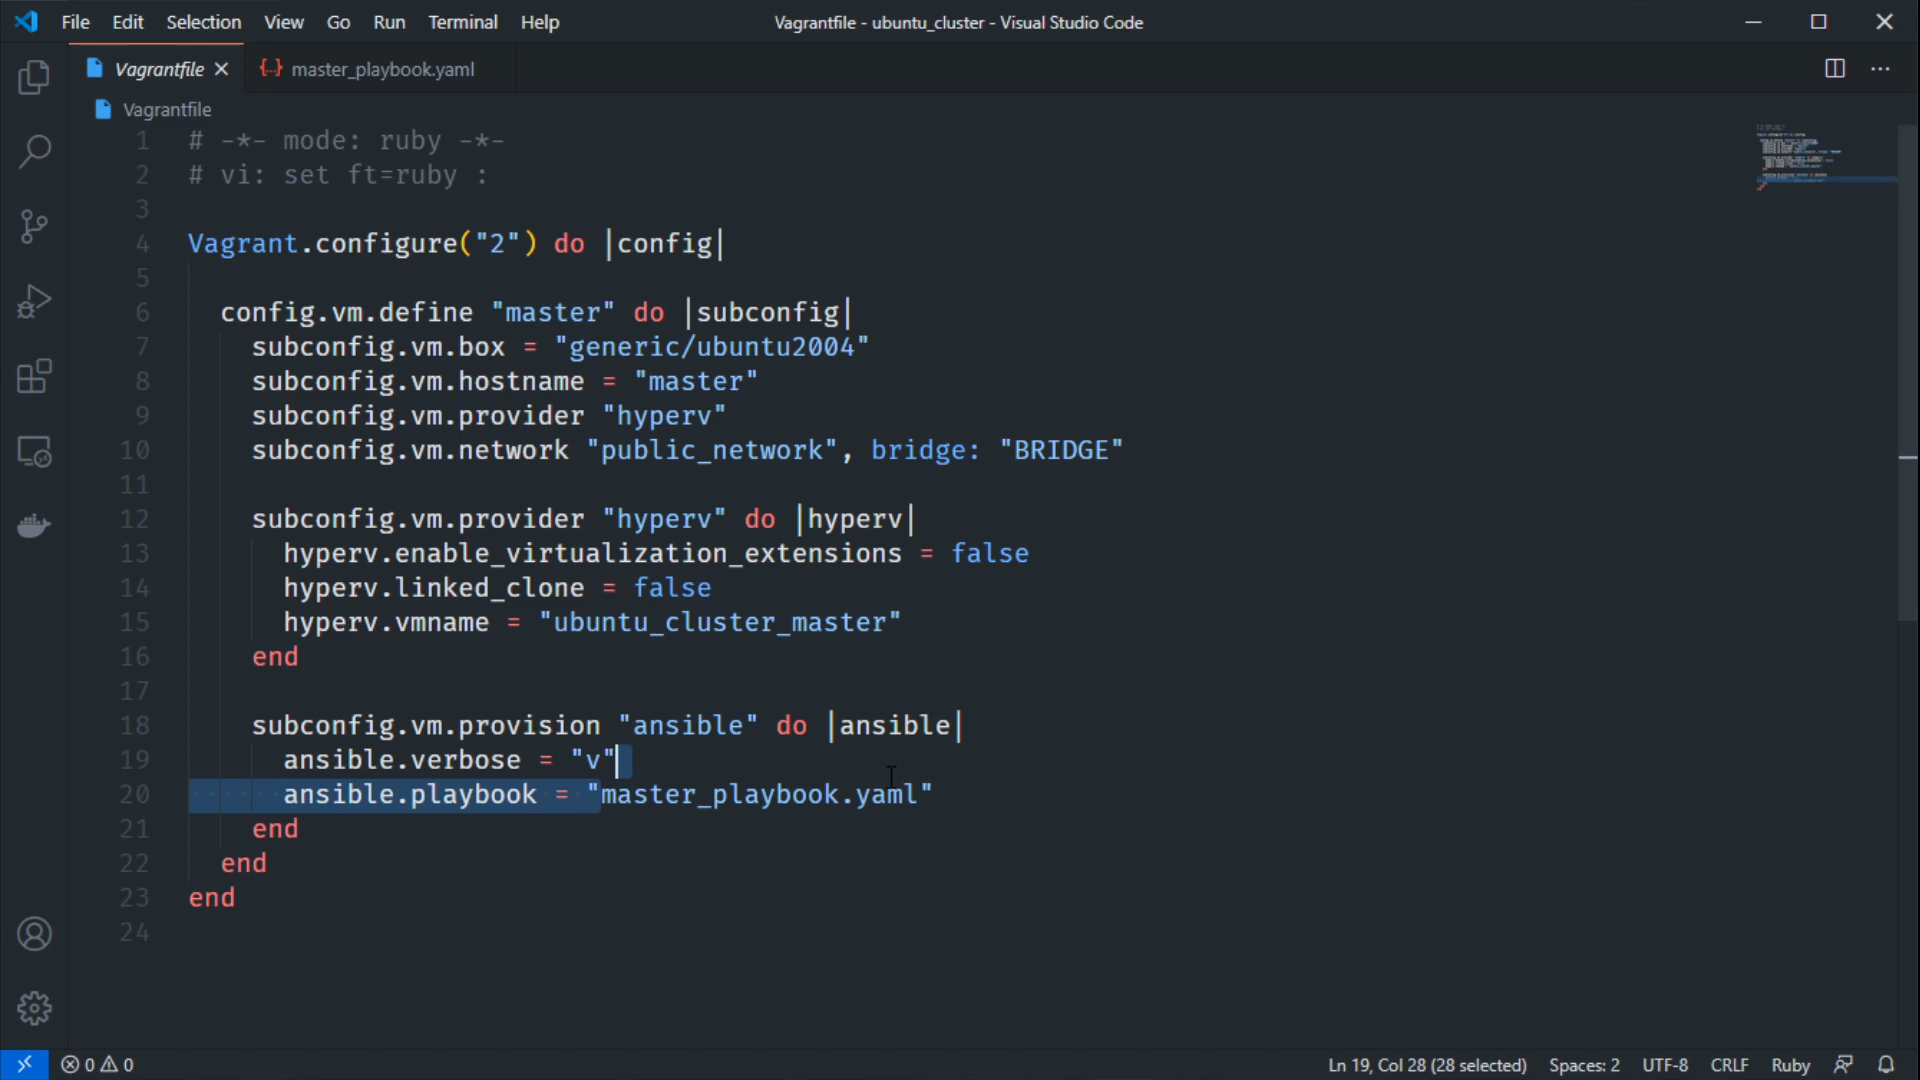 File Edit Selection View Go Run Terminal Help Vagrantfile - ubuntu_cluster - Visual Studio Code
Vagrantfile master_playbook.yaml
Vagrantfile
1 # -*- mode: ruby -*-
2 # vi: set ft=ruby :
3
4 Vagrant.configure("2") do |config|
5
6   config.vm.define "master" do |subconfig|
7     subconfig.vm.box = "generic/ubuntu2004"
8     subconfig.vm.hostname = "master"
9     subconfig.vm.provider "hyperv"
10     subconfig.vm.network "public_network", bridge: "BRIDGE"
11
12     subconfig.vm.provider "hyperv" do |hyperv|
13       hyperv.enable_virtualization_extensions = false
14       hyperv.linked_clone = false
15       hyperv.vmname = "ubuntu_cluster_master"
16     end
17
18     subconfig.vm.provision "ansible" do |ansible|
19       ansible.verbose = "v"
20       ansible.playbook = "master_playbook.yaml"
21     end
22   end
23 end
24
0 0 Ln 19, Col 28 (28 selected) Spaces: 2 UTF-8 CRLF Ruby